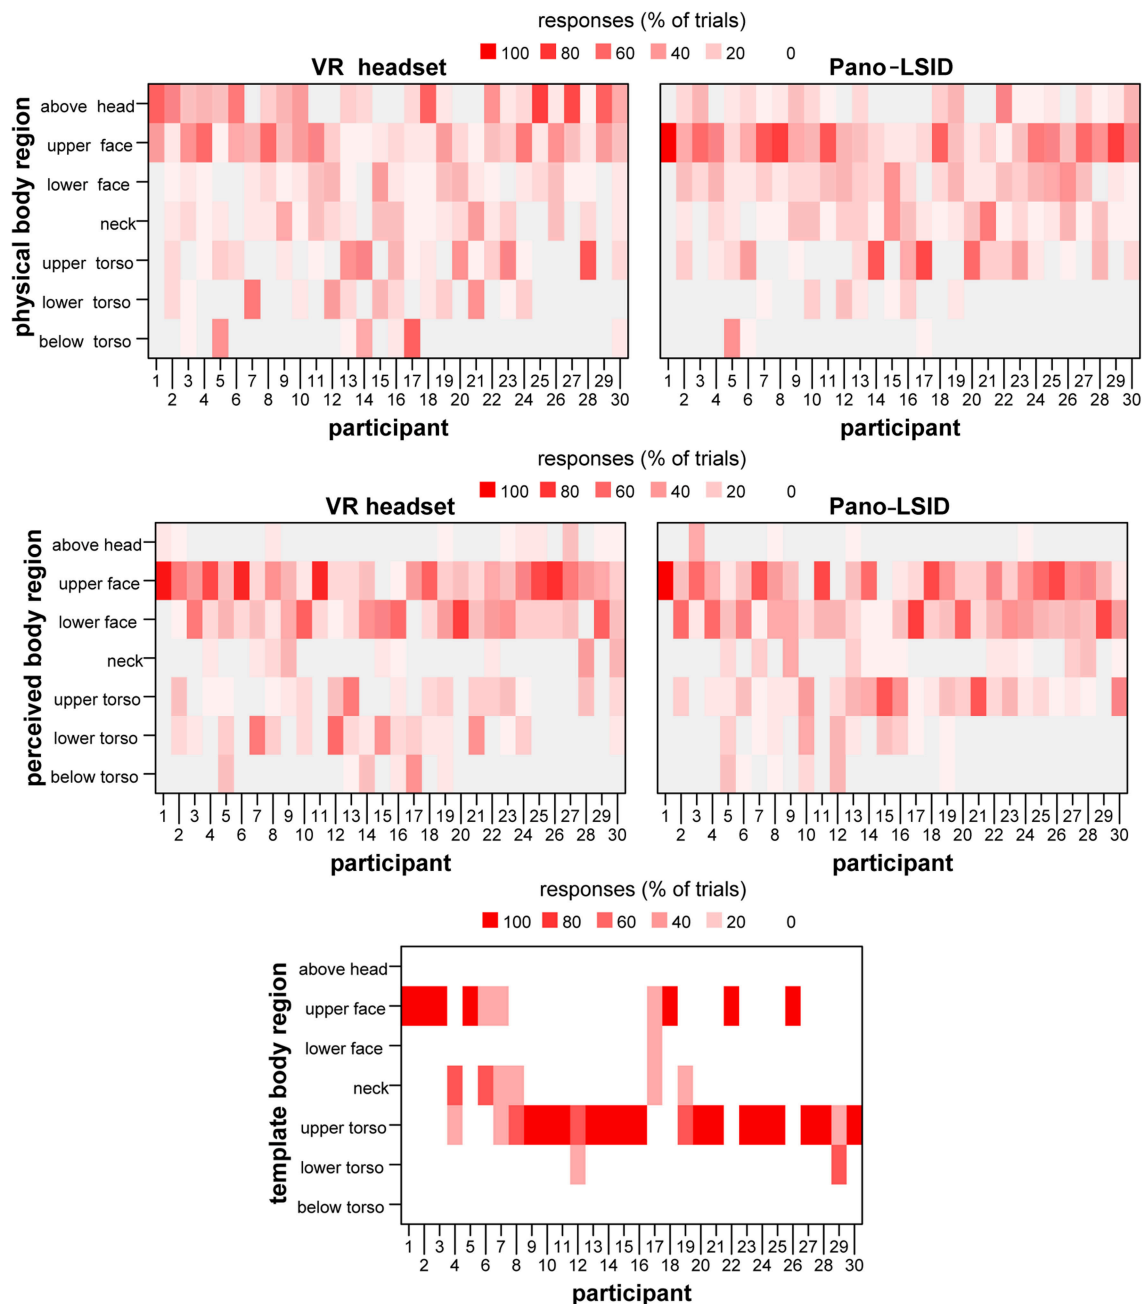 responses (% of trials)
100 80 60 40 20 0
VR headset Pano-LSID
physical body region
above head
upper face
lower face
neck
upper torso
lower torso
below torso
1 3 5 7 9 11 13 15 17 19 21 23 25 27 29 1 3 5 7 9 11 13 15 17 19 21 23 25 27 29
2 4 6 8 10 12 14 16 18 20 22 24 26 28 30 2 4 6 8 10 12 14 16 18 20 22 24 26 28 30
participant participant
responses (% of trials)
100 80 60 40 20 0
VR headset Pano-LSID
perceived body region
above head
upper face
lower face
neck
upper torso
lower torso
below torso
1 3 5 7 9 11 13 15 17 19 21 23 25 27 29 1 3 5 7 9 11 13 15 17 19 21 23 25 27 29
2 4 6 8 10 12 14 16 18 20 22 24 26 28 30 2 4 6 8 10 12 14 16 18 20 22 24 26 28 30
participant participant
responses (% of trials)
100 80 60 40 20 0
template body region
above head
upper face
lower face
neck
upper torso
lower torso
below torso
1 3 5 7 9 11 13 15 17 19 21 23 25 27 29
2 4 6 8 10 12 14 16 18 20 22 24 26 28 30
participant